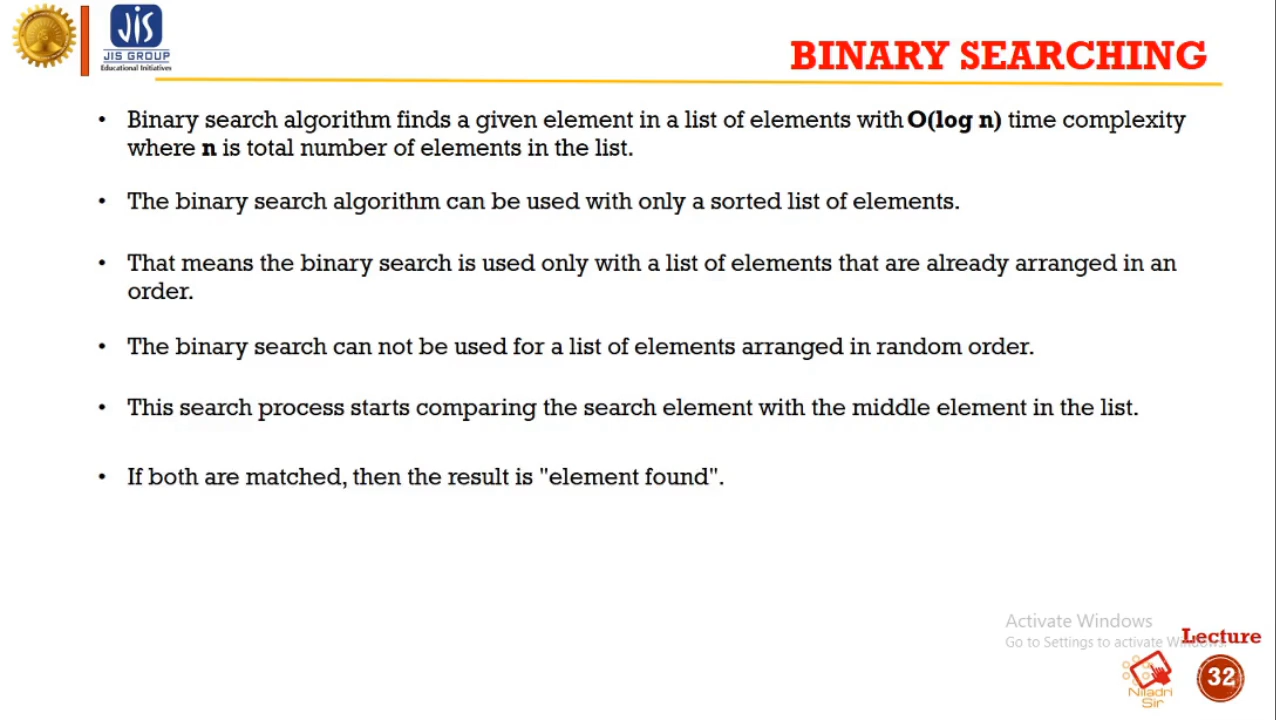 JIS
JIS GROUP
Educational Initiatives
BINARY SEARCHING
• Binary search algorithm finds a given element in a list of elements with O(log n) time complexity
where n is total number of elements in the list.
• The binary search algorithm can be used with only a sorted list of elements.
• That means the binary search is used only with a list of elements that are already arranged in an
order.
• The binary search can not be used for a list of elements arranged in random order.
• This search process starts comparing the search element with the middle element in the list.
• If both are matched, then the result is "element found".
Activate Windows
Go to Settings to activate Windows.
Lecture
32
Niladri
Sir